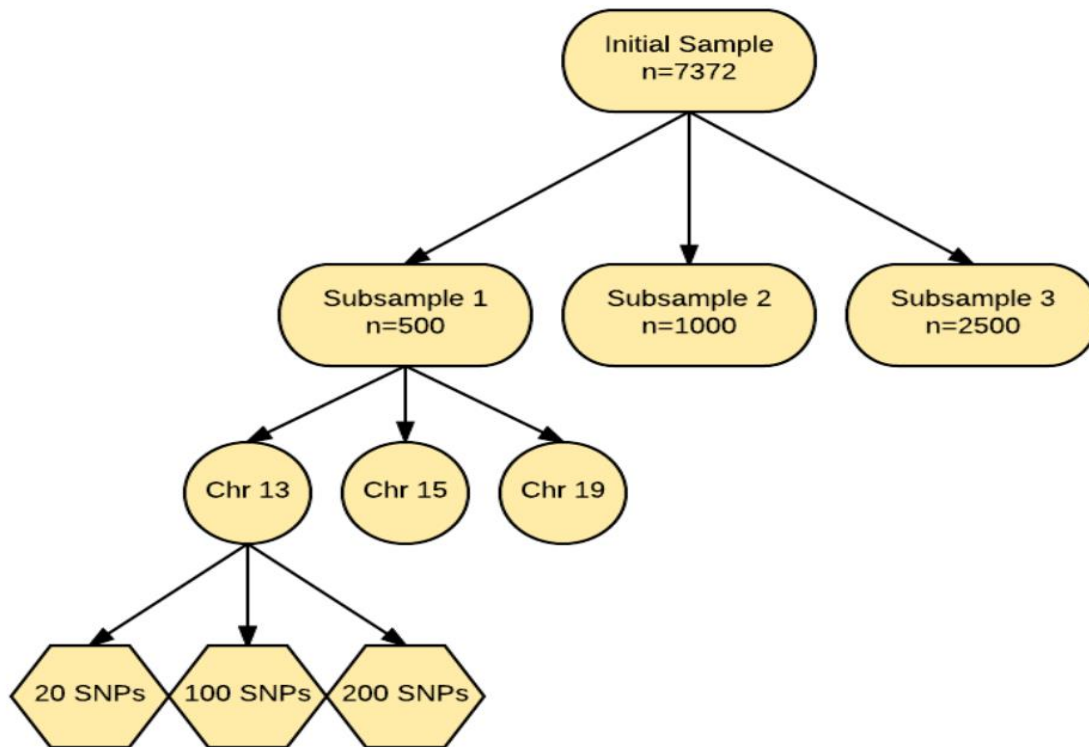 Initial Sample
n=7372
Subsample 1
n=500
Subsample 2
n=1000
Subsample 3
n=2500
Chr 13
Chr 15
Chr 19
20 SNPs
100 SNPs
200 SNPs